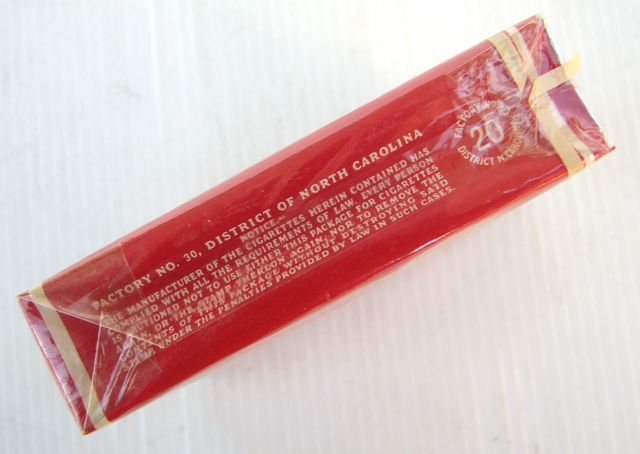 FACTORY NO. 30, DISTRICT OF NORTH CAROLINA
NOTICE.—
THE MANUFACTURER OF THE CIGARETTES HEREIN CONTAINED HAS
COMPLIED WITH ALL THE REQUIREMENTS OF LAW. EVERY PERSON
IS CAUTIONED NOT TO USE EITHER THIS PACKAGE FOR CIGARETTES
AGAIN, OR THE STAMP THEREON AGAIN, NOR TO REMOVE THE
CONTENTS OF THIS PACKAGE WITHOUT DESTROYING SAID
STAMP, UNDER THE PENALTIES PROVIDED BY LAW IN SUCH CASES.
FACTORY
20
DISTRICT N.CARO